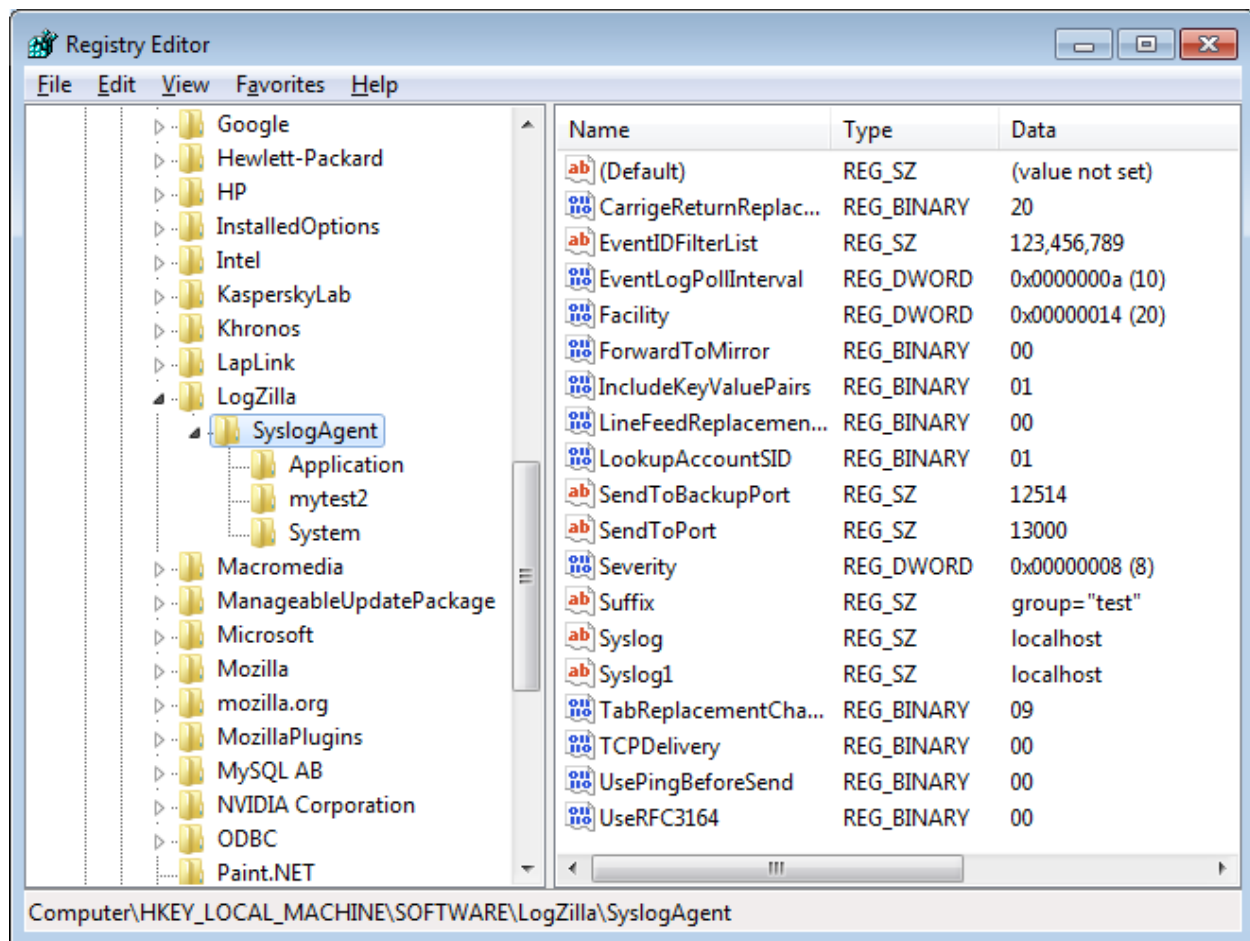 Registry Editor
File Edit View Favorites Help
Google
Hewlett-Packard
HP
InstalledOptions
Intel
KasperskyLab
Khronos
LapLink
LogZilla
SyslogAgent
Application
mytest2
System
Macromedia
ManageableUpdatePackage
Microsoft
Mozilla
mozilla.org
MozillaPlugins
MySQL AB
NVIDIA Corporation
ODBC
Paint.NET
Name Type Data
(Default) REG_SZ (value not set)
CarrigeReturnReplac... REG_BINARY 20
EventIDFilterList REG_SZ 123,456,789
EventLogPollInterval REG_DWORD 0x0000000a (10)
Facility REG_DWORD 0x00000014 (20)
ForwardToMirror REG_BINARY 00
IncludeKeyValuePairs REG_BINARY 01
LineFeedReplacemen... REG_BINARY 00
LookupAccountSID REG_BINARY 01
SendToBackupPort REG_SZ 12514
SendToPort REG_SZ 13000
Severity REG_DWORD 0x00000008 (8)
Suffix REG_SZ group="test"
Syslog REG_SZ localhost
Syslog1 REG_SZ localhost
TabReplacementCha... REG_BINARY 09
TCPDelivery REG_BINARY 00
UsePingBeforeSend REG_BINARY 00
UseRFC3164 REG_BINARY 00
Computer\HKEY_LOCAL_MACHINE\SOFTWARE\LogZilla\SyslogAgent